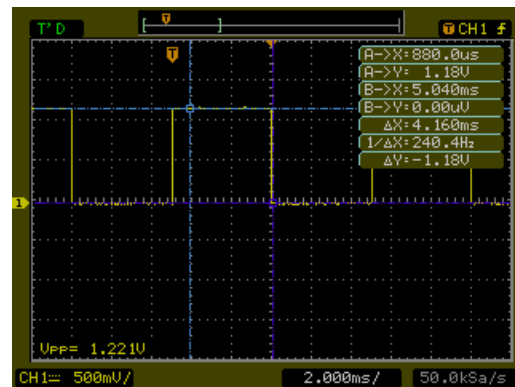 T'D T CH1
T
A->X=880.0us
A->Y= 1.18V
B->X=5.040ms
B->Y=0.00uV
ΔX=4.160ms
1/ΔX=240.4Hz
ΔY=-1.18V
1
VPP= 1.221V
CH1 500mV/ 2.000ms/ 50.0kSa/s